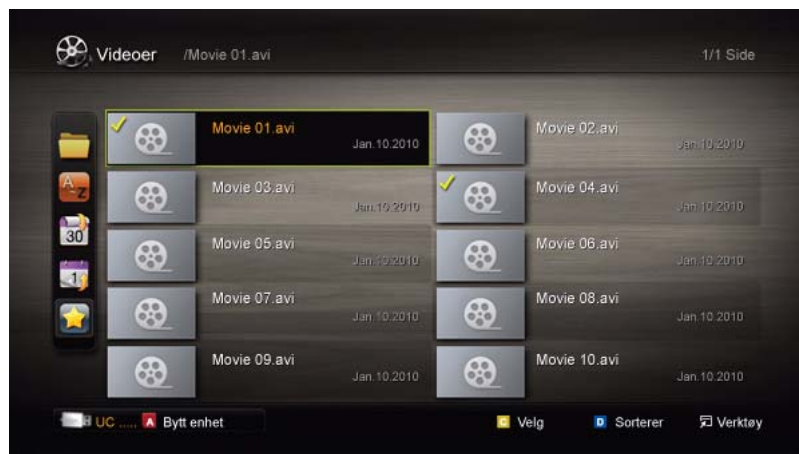 Videoer /Movie 01.avi 1/1 Side
Movie 01.avi
Jan.10.2010
Movie 02.avi
Jan.10.2010
A-Z
Movie 03.avi
Jan.10.2010
Movie 04.avi
Jan.10.2010
30
Movie 05.avi
Jan.10.2010
Movie 06.avi
Jan.10.2010
1
Movie 07.avi
Jan.10.2010
Movie 08.avi
Jan.10.2010
Movie 09.avi
Jan.10.2010
Movie 10.avi
Jan.10.2010
UC ..... A Bytt enhet C Velg D Sorterer Verktøy